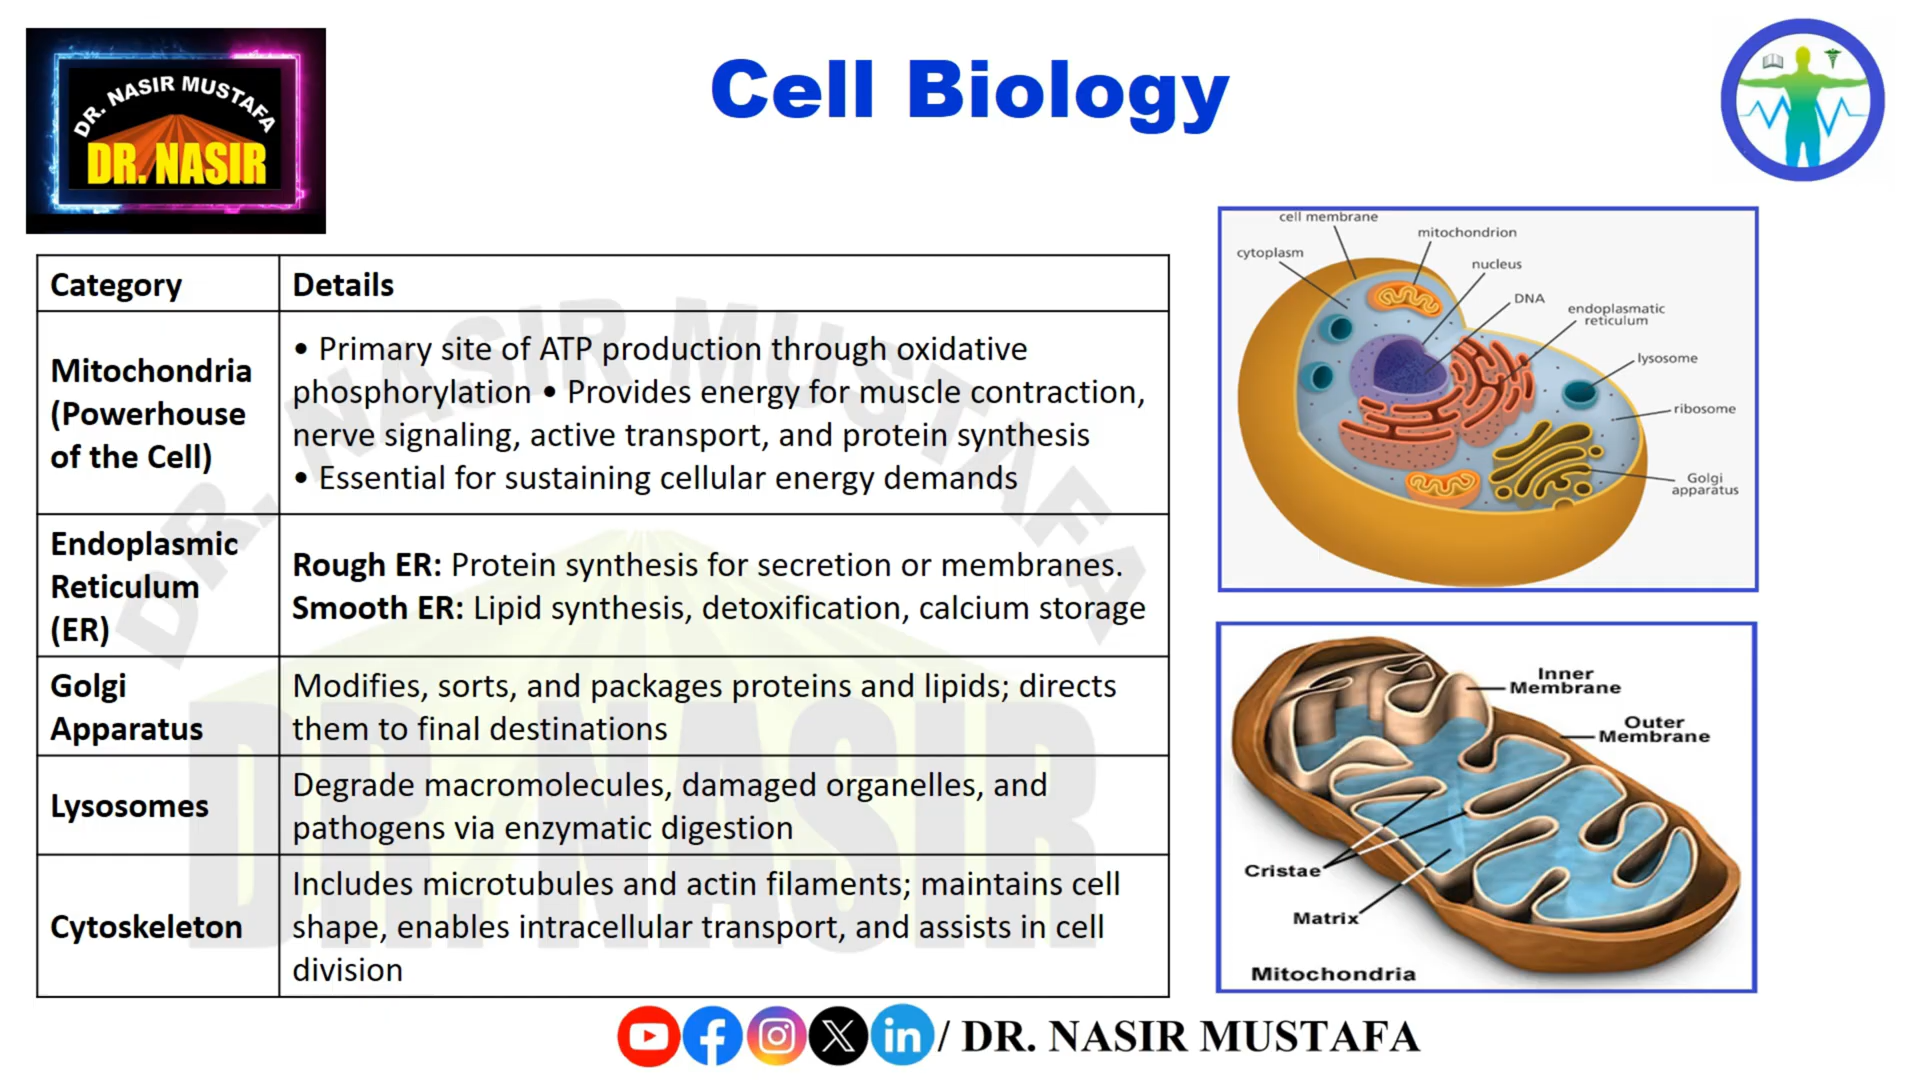 DR. NASIR MUSTAFA
DR. NASIR
Cell Biology
Category
Details
Mitochondria
(Powerhouse
of the Cell)
• Primary site of ATP production through oxidative
phosphorylation • Provides energy for muscle contraction,
nerve signaling, active transport, and protein synthesis
• Essential for sustaining cellular energy demands
Endoplasmic
Reticulum
(ER)
Rough ER: Protein synthesis for secretion or membranes.
Smooth ER: Lipid synthesis, detoxification, calcium storage
Golgi
Apparatus
Modifies, sorts, and packages proteins and lipids; directs
them to final destinations
Lysosomes
Degrade macromolecules, damaged organelles, and
pathogens via enzymatic digestion
Cytoskeleton
Includes microtubules and actin filaments; maintains cell
shape, enables intracellular transport, and assists in cell
division
DR. NASIR MUSTAFA
DR. NASIR
cell membrane
mitochondrion
cytoplasm
nucleus
DNA
endoplasmatic
reticulum
lysosome
ribosome
Golgi
apparatus
Inner
Membrane
Outer
Membrane
Cristae
Matrix
Mitochondria
/ DR. NASIR MUSTAFA